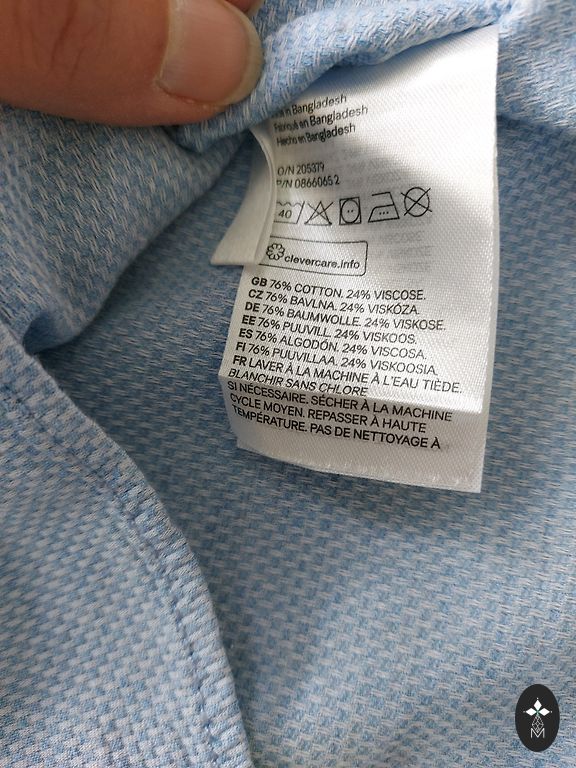 in Bangladesh
Fabriqué en Bangladesh
Hecho en Bangladesh
O/N 205379
P/N 0866065 2
40
clevercare.info
GB 76% COTTON. 24% VISCOSE.
CZ 76% BAVLNA. 24% VISKÓZA.
DE 76% BAUMWOLLE. 24% VISKOSE.
EE 76% PUUVILL. 24% VISKOOS.
ES 76% ALGODÓN. 24% VISCOSA.
FI 76% PUUVILLAA. 24% VISKOOSIA.
FR LAVER À LA MACHINE À L'EAU TIÈDE.
BLANCHIR SANS CHLORE
SI NÉCESSAIRE. SÉCHER À LA MACHINE
CYCLE MOYEN. REPASSER À HAUTE
TEMPÉRATURE. PAS DE NETTOYAGE À
M